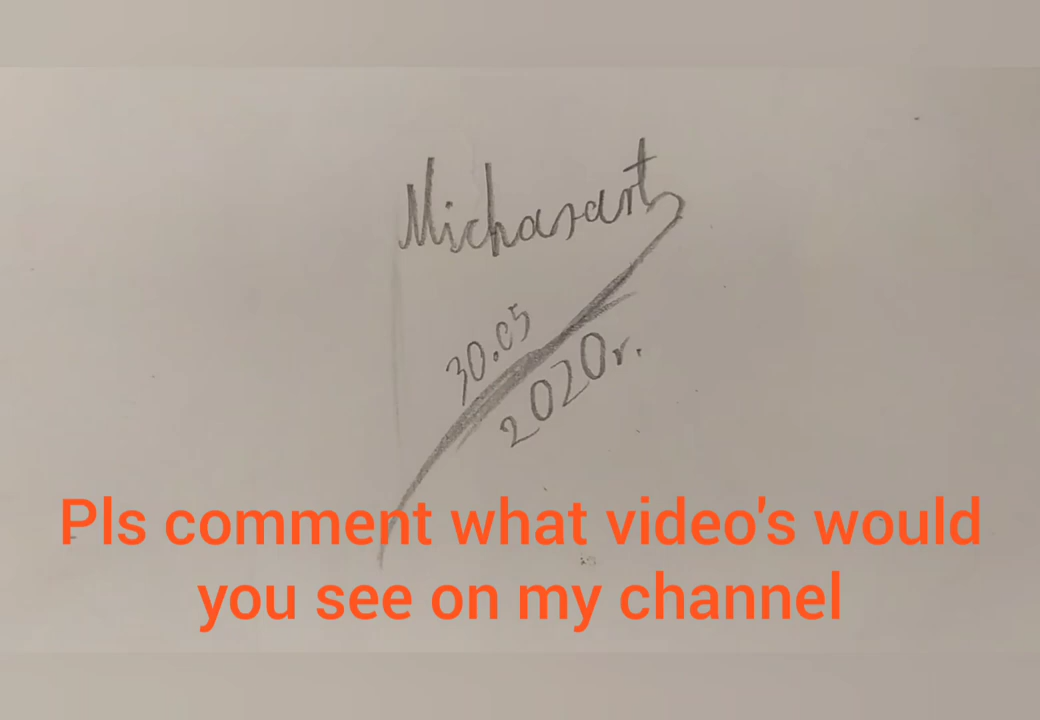 Michasart
30.05
2020r.
Pls comment what video's would
you see on my channel